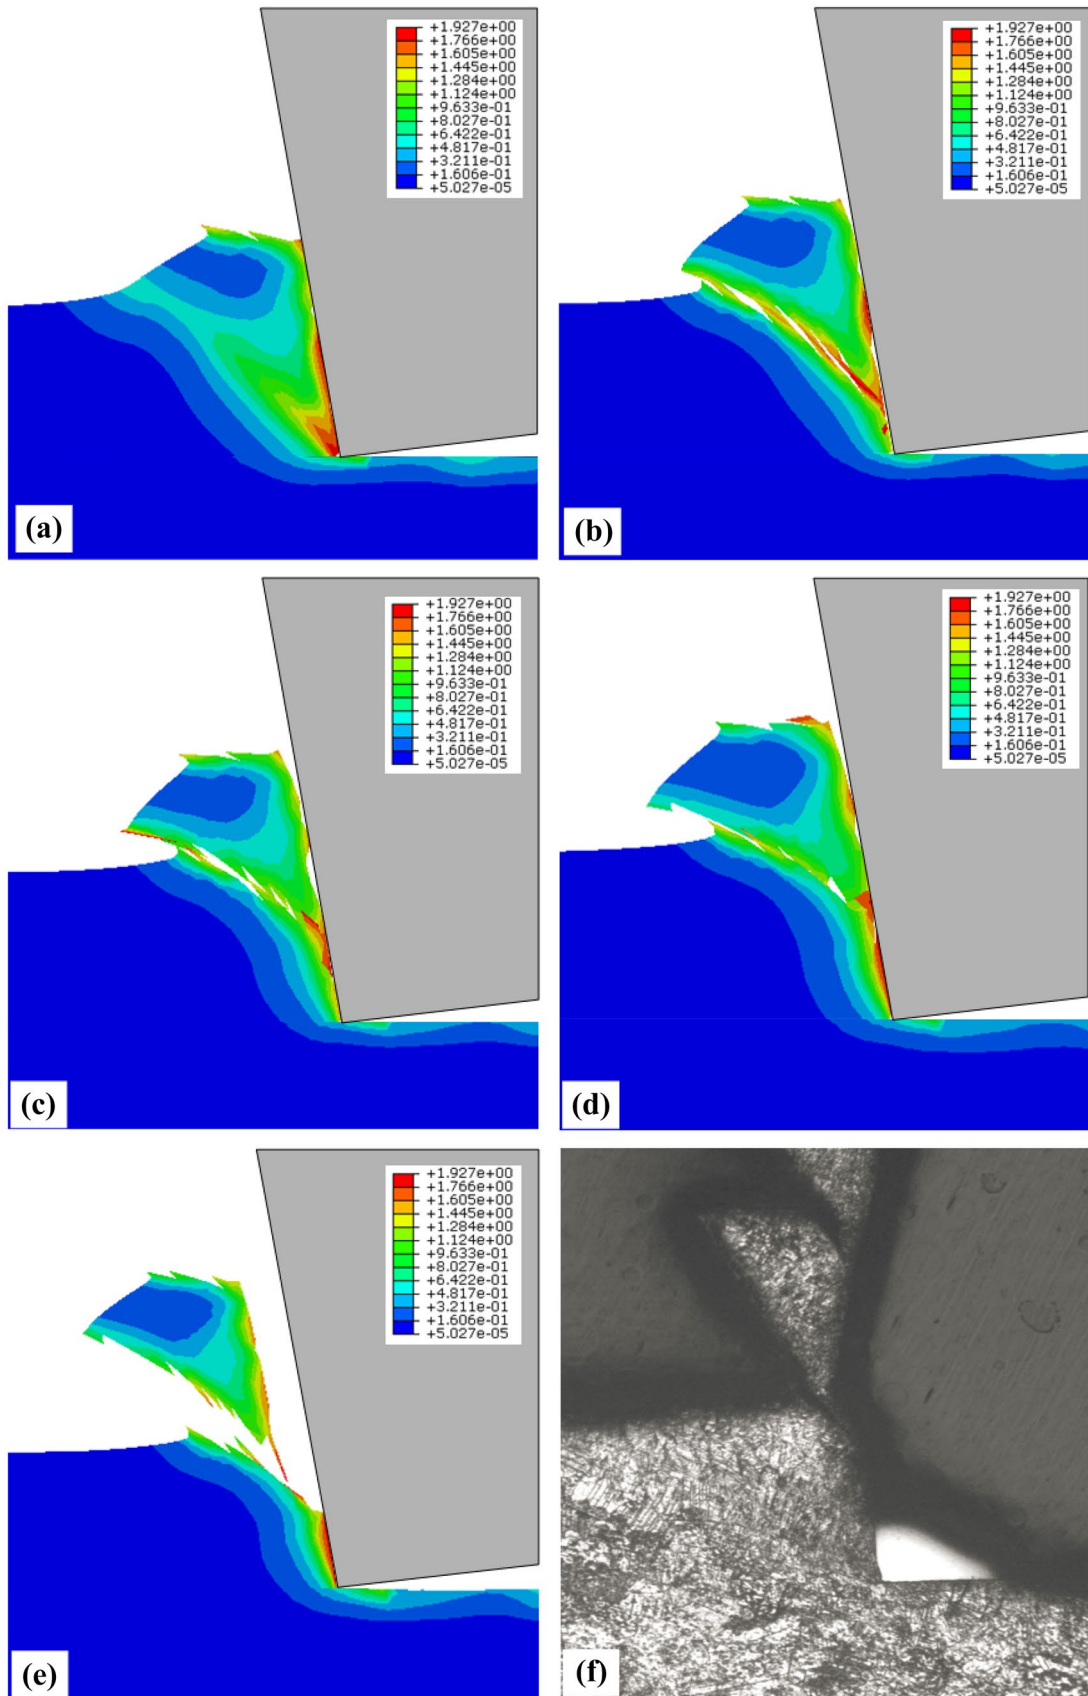 +1.927e+00
+1.766e+00
+1.605e+00
+1.445e+00
+1.284e+00
+1.124e+00
+9.633e-01
+8.027e-01
+6.422e-01
+4.817e-01
+3.211e-01
+1.606e-01
+5.027e-05
(a)
+1.927e+00
+1.766e+00
+1.605e+00
+1.445e+00
+1.284e+00
+1.124e+00
+9.633e-01
+8.027e-01
+6.422e-01
+4.817e-01
+3.211e-01
+1.606e-01
+5.027e-05
(b)
+1.927e+00
+1.766e+00
+1.605e+00
+1.445e+00
+1.284e+00
+1.124e+00
+9.633e-01
+8.027e-01
+6.422e-01
+4.817e-01
+3.211e-01
+1.606e-01
+5.027e-05
(c)
+1.927e+00
+1.766e+00
+1.605e+00
+1.445e+00
+1.284e+00
+1.124e+00
+9.633e-01
+8.027e-01
+6.422e-01
+4.817e-01
+3.211e-01
+1.606e-01
+5.027e-05
(d)
+1.927e+00
+1.766e+00
+1.605e+00
+1.445e+00
+1.284e+00
+1.124e+00
+9.633e-01
+8.027e-01
+6.422e-01
+4.817e-01
+3.211e-01
+1.606e-01
+5.027e-05
(e)
(f)